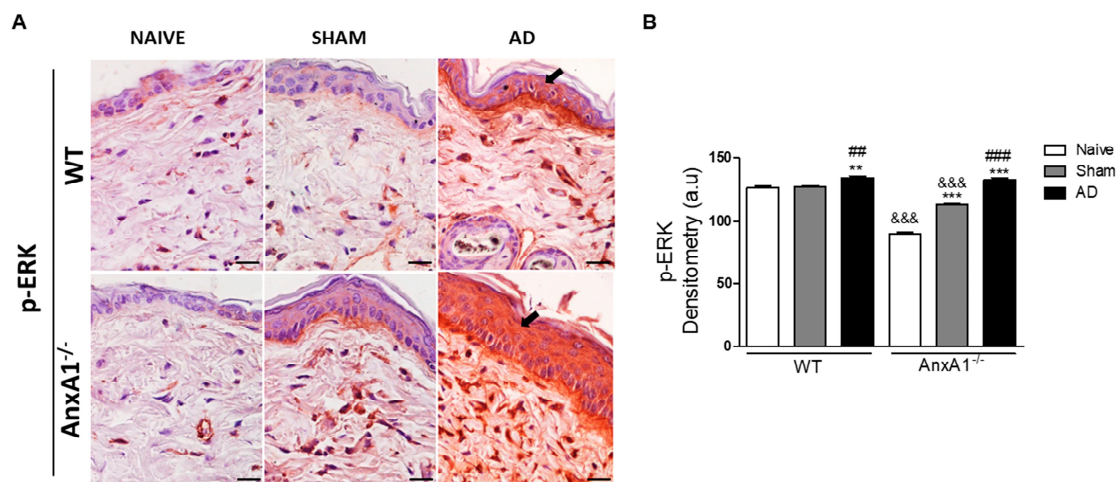 A
NAIVE
SHAM
AD
p-ERK
WT
AnxA1-/-
B
p-ERK
Densitometry (a.u)
150
100
50
0
##
**
&&&
&&&
***
###
***
WT
AnxA1-/-
Naive
Sham
AD